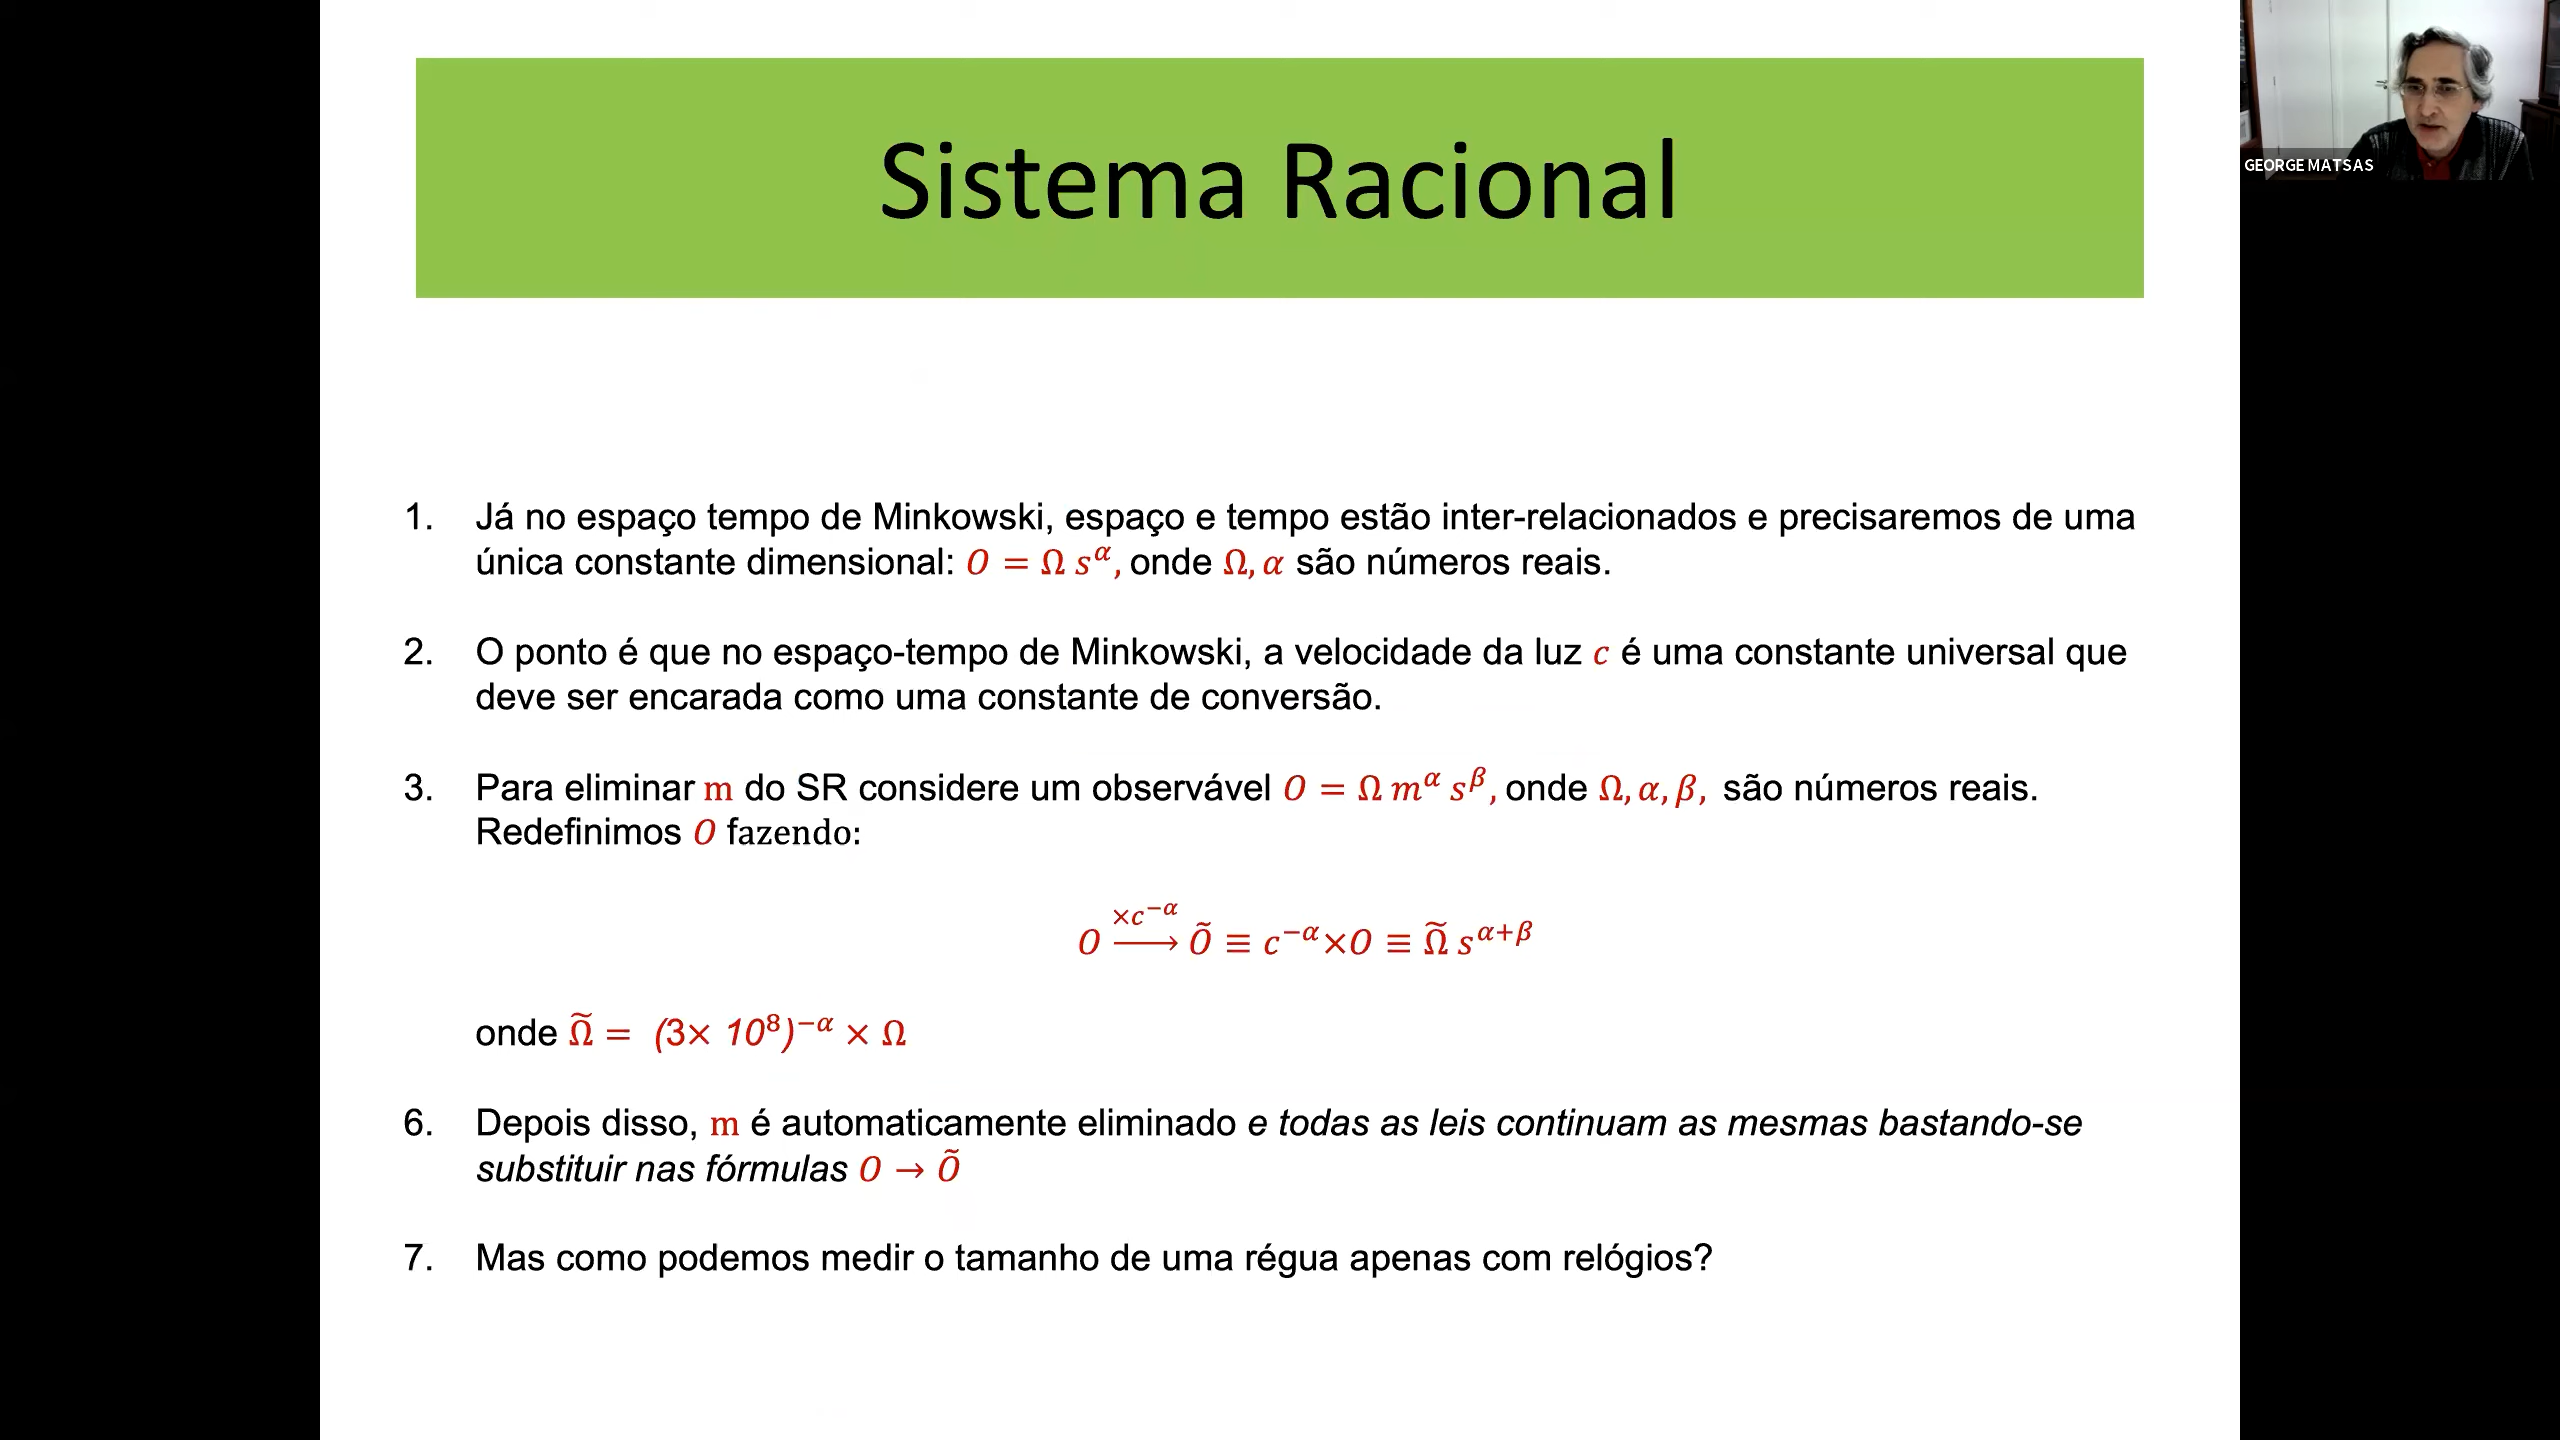 Sistema Racional
GEORGE MATSAS
1. Já no espaço tempo de Minkowski, espaço e tempo estão inter-relacionados e precisaremos de uma
única constante dimensional: O = Ω s^α, onde Ω, α são números reais.
2. O ponto é que no espaço-tempo de Minkowski, a velocidade da luz c é uma constante universal que
deve ser encarada como uma constante de conversão.
3. Para eliminar m do SR considere um observável O = Ω m^α s^β, onde Ω, α, β, são números reais.
Redefinimos O fazendo:
×c^−α
O ⟶ Õ ≡ c^−α×O ≡ Ω̃ s^α+β
onde Ω̃ = (3× 10⁸)^−α × Ω
6. Depois disso, m é automaticamente eliminado e todas as leis continuam as mesmas bastando-se
substituir nas fórmulas O → Õ
7. Mas como podemos medir o tamanho de uma régua apenas com relógios?